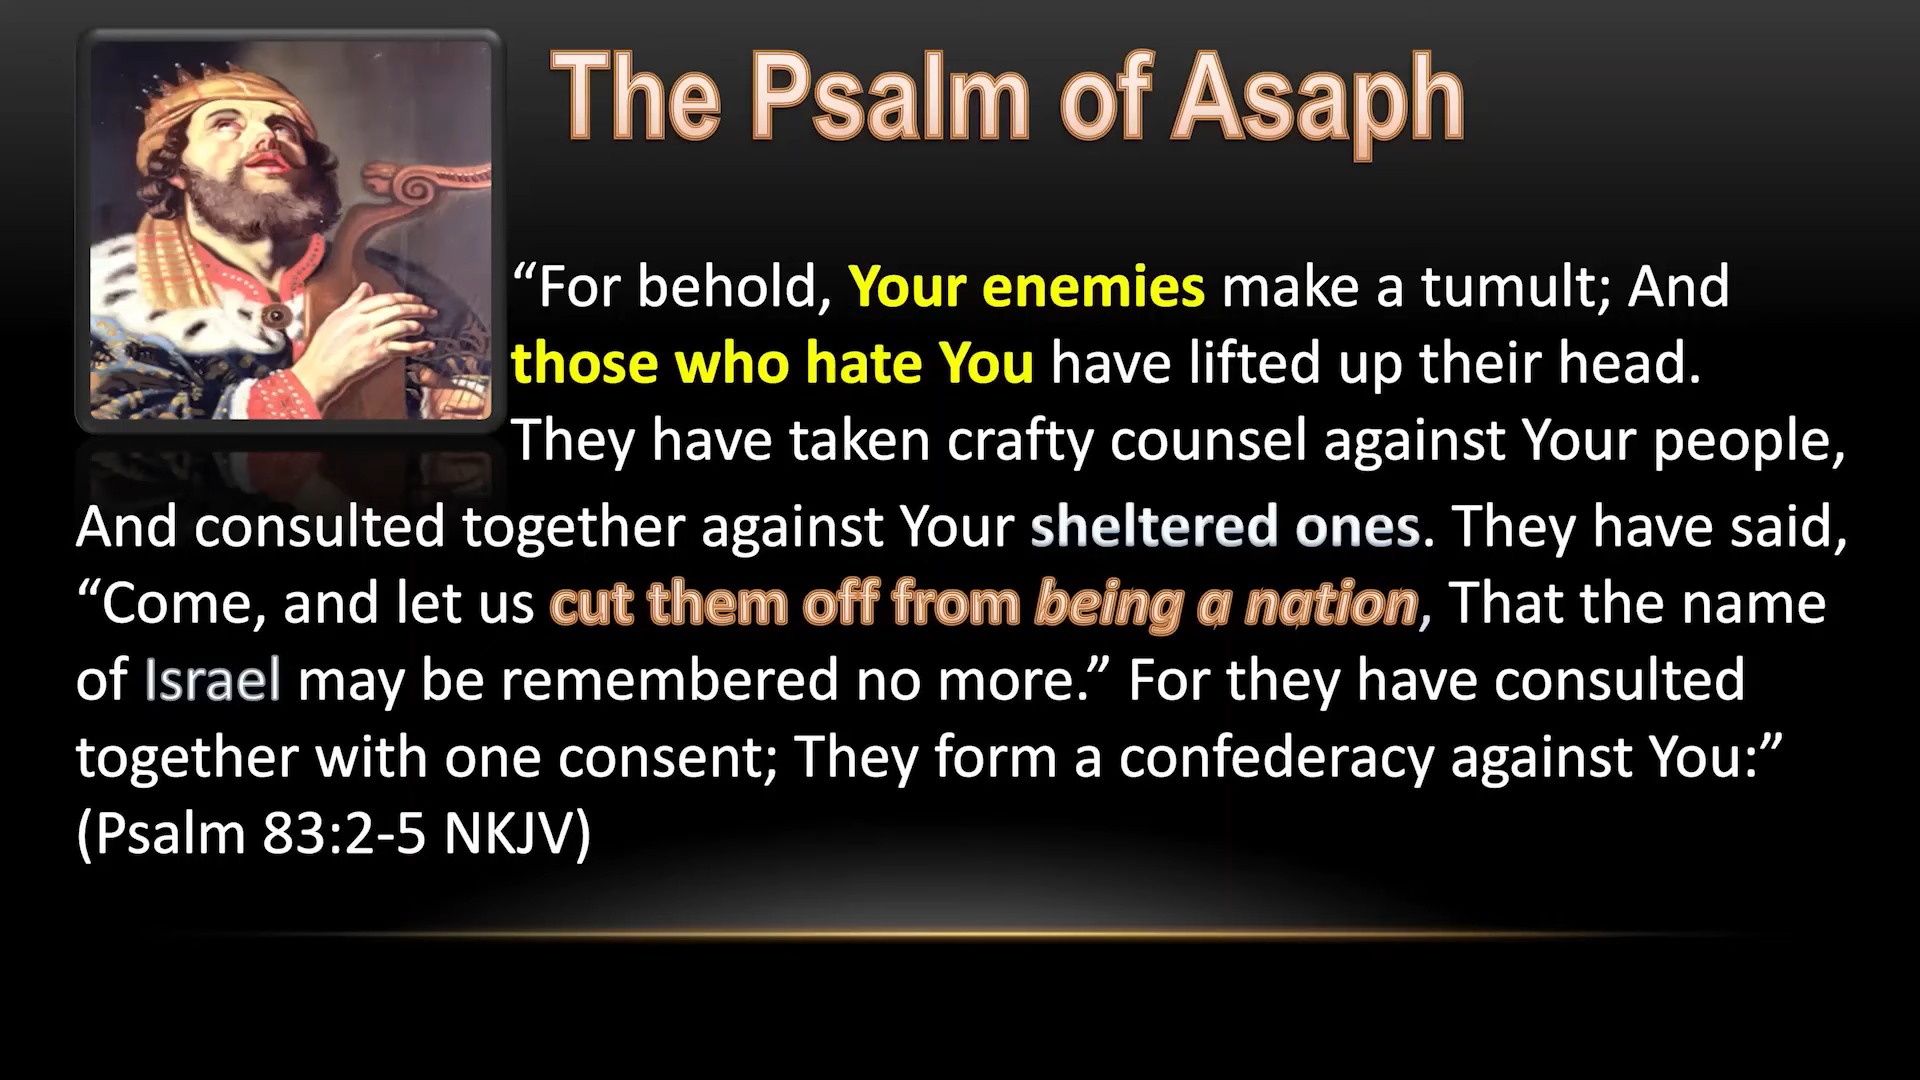 The Psalm of Asaph
“For behold, Your enemies make a tumult; And
those who hate You have lifted up their head.
They have taken crafty counsel against Your people,
And consulted together against Your sheltered ones. They have said,
“Come, and let us cut them off from being a nation, That the name
of Israel may be remembered no more.” For they have consulted
together with one consent; They form a confederacy against You:”
(Psalm 83:2-5 NKJV)